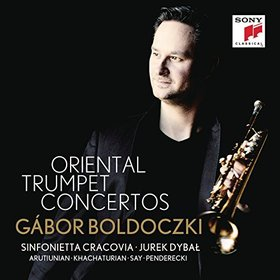 SONY
CLASSICAL
ORIENTAL
TRUMPET
CONCERTOS
GÁBOR BOLDOCZKI
SINFONIETTA CRACOVIA · JUREK DYBAŁ
ARUTIUNIAN · KHACHATURIAN · SAY · PENDERECKI